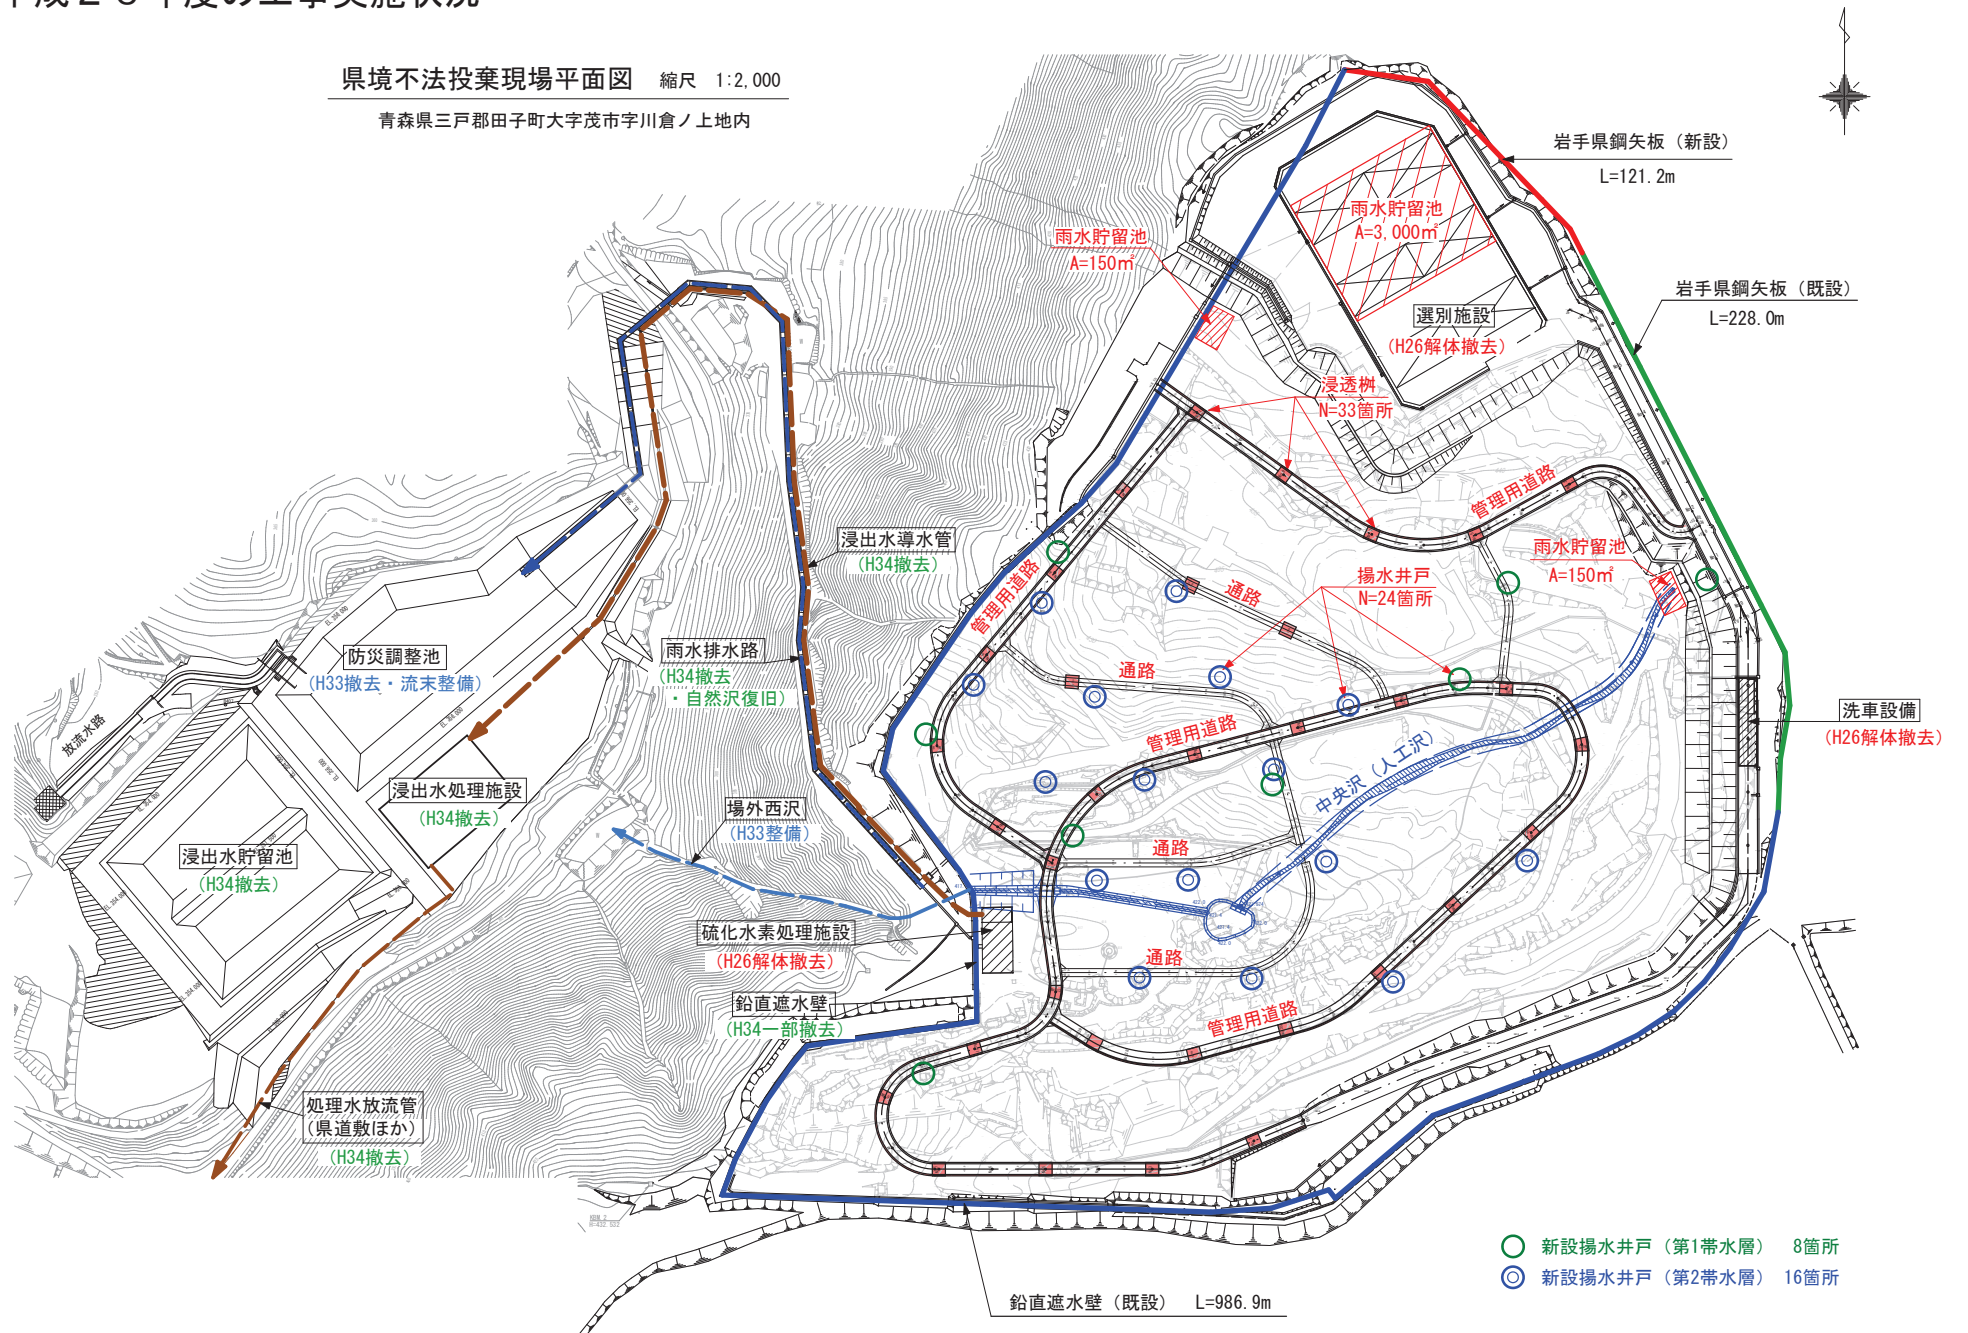 県境不法投棄現場平面図 縮尺 1:2,000
青森県三戸郡田子町大字茂市字川倉ノ上地内
岩手県鋼矢板（新設）
L=121.2m
雨水貯留池
A=3,000㎡
雨水貯留池
A=150㎡
岩手県鋼矢板（既設）
L=228.0m
選別施設
(H26解体撤去)
浸透桝
N=33箇所
管理用道路
浸出水導水管
(H34撤去)
雨水貯留池
A=150㎡
揚水井戸
N=24箇所
通路
管理用道路
防災調整池
(H33撤去・流末整備)
雨水排水路
(H34撤去
・自然沢復旧)
通路
放流水路
管理用道路
洗車設備
(H26解体撤去)
中央沢（人工沢）
浸出水処理施設
(H34撤去)
場外西沢
(H33整備)
通路
浸出水貯留池
(H34撤去)
硫化水素処理施設
(H26解体撤去)
通路
鉛直遮水壁
(H34一部撤去)
管理用道路
処理水放流管
(県道敷ほか)
(H34撤去)
新設揚水井戸（第1帯水層） 8箇所
新設揚水井戸（第2帯水層） 16箇所
鉛直遮水壁（既設） L=986.9m